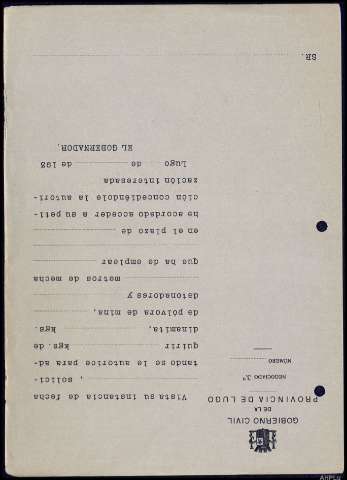 GOBIERNO CIVIL
DE LA
PROVINCIA DE LUGO
NEGOCIADO 3.º
NÚMERO
Vista su instancia de fecha
, solici-
tando se le autorice para ad-
quirir kgs. de
dinamita, kgs.
de pólvora de mina,
detonadores y
metros de mecha
que ha de emplear
en el plazo de
he acordado acceder a su peti-
ción concediéndole la autori-
zación interesada
Lugo de de 193
EL GOBERNADOR,
SR.
AHPLU